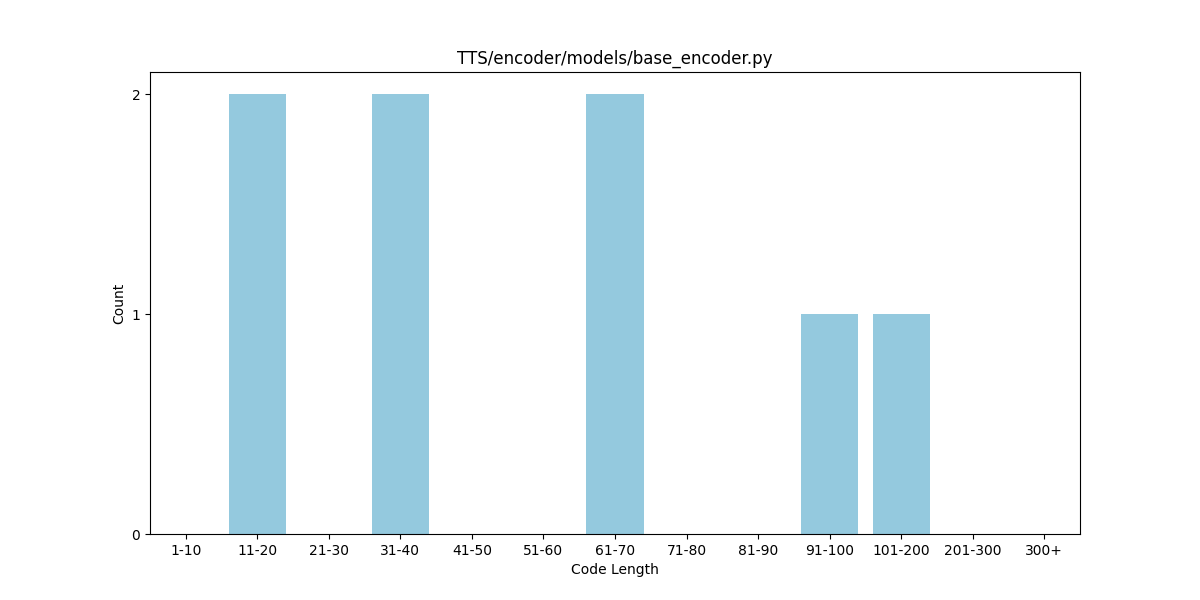 TTS/encoder/models/base_encoder.py
Count
2
1
0
1-10 11-20 21-30 31-40 41-50 51-60 61-70 71-80 81-90 91-100 101-200 201-300 300+
Code Length